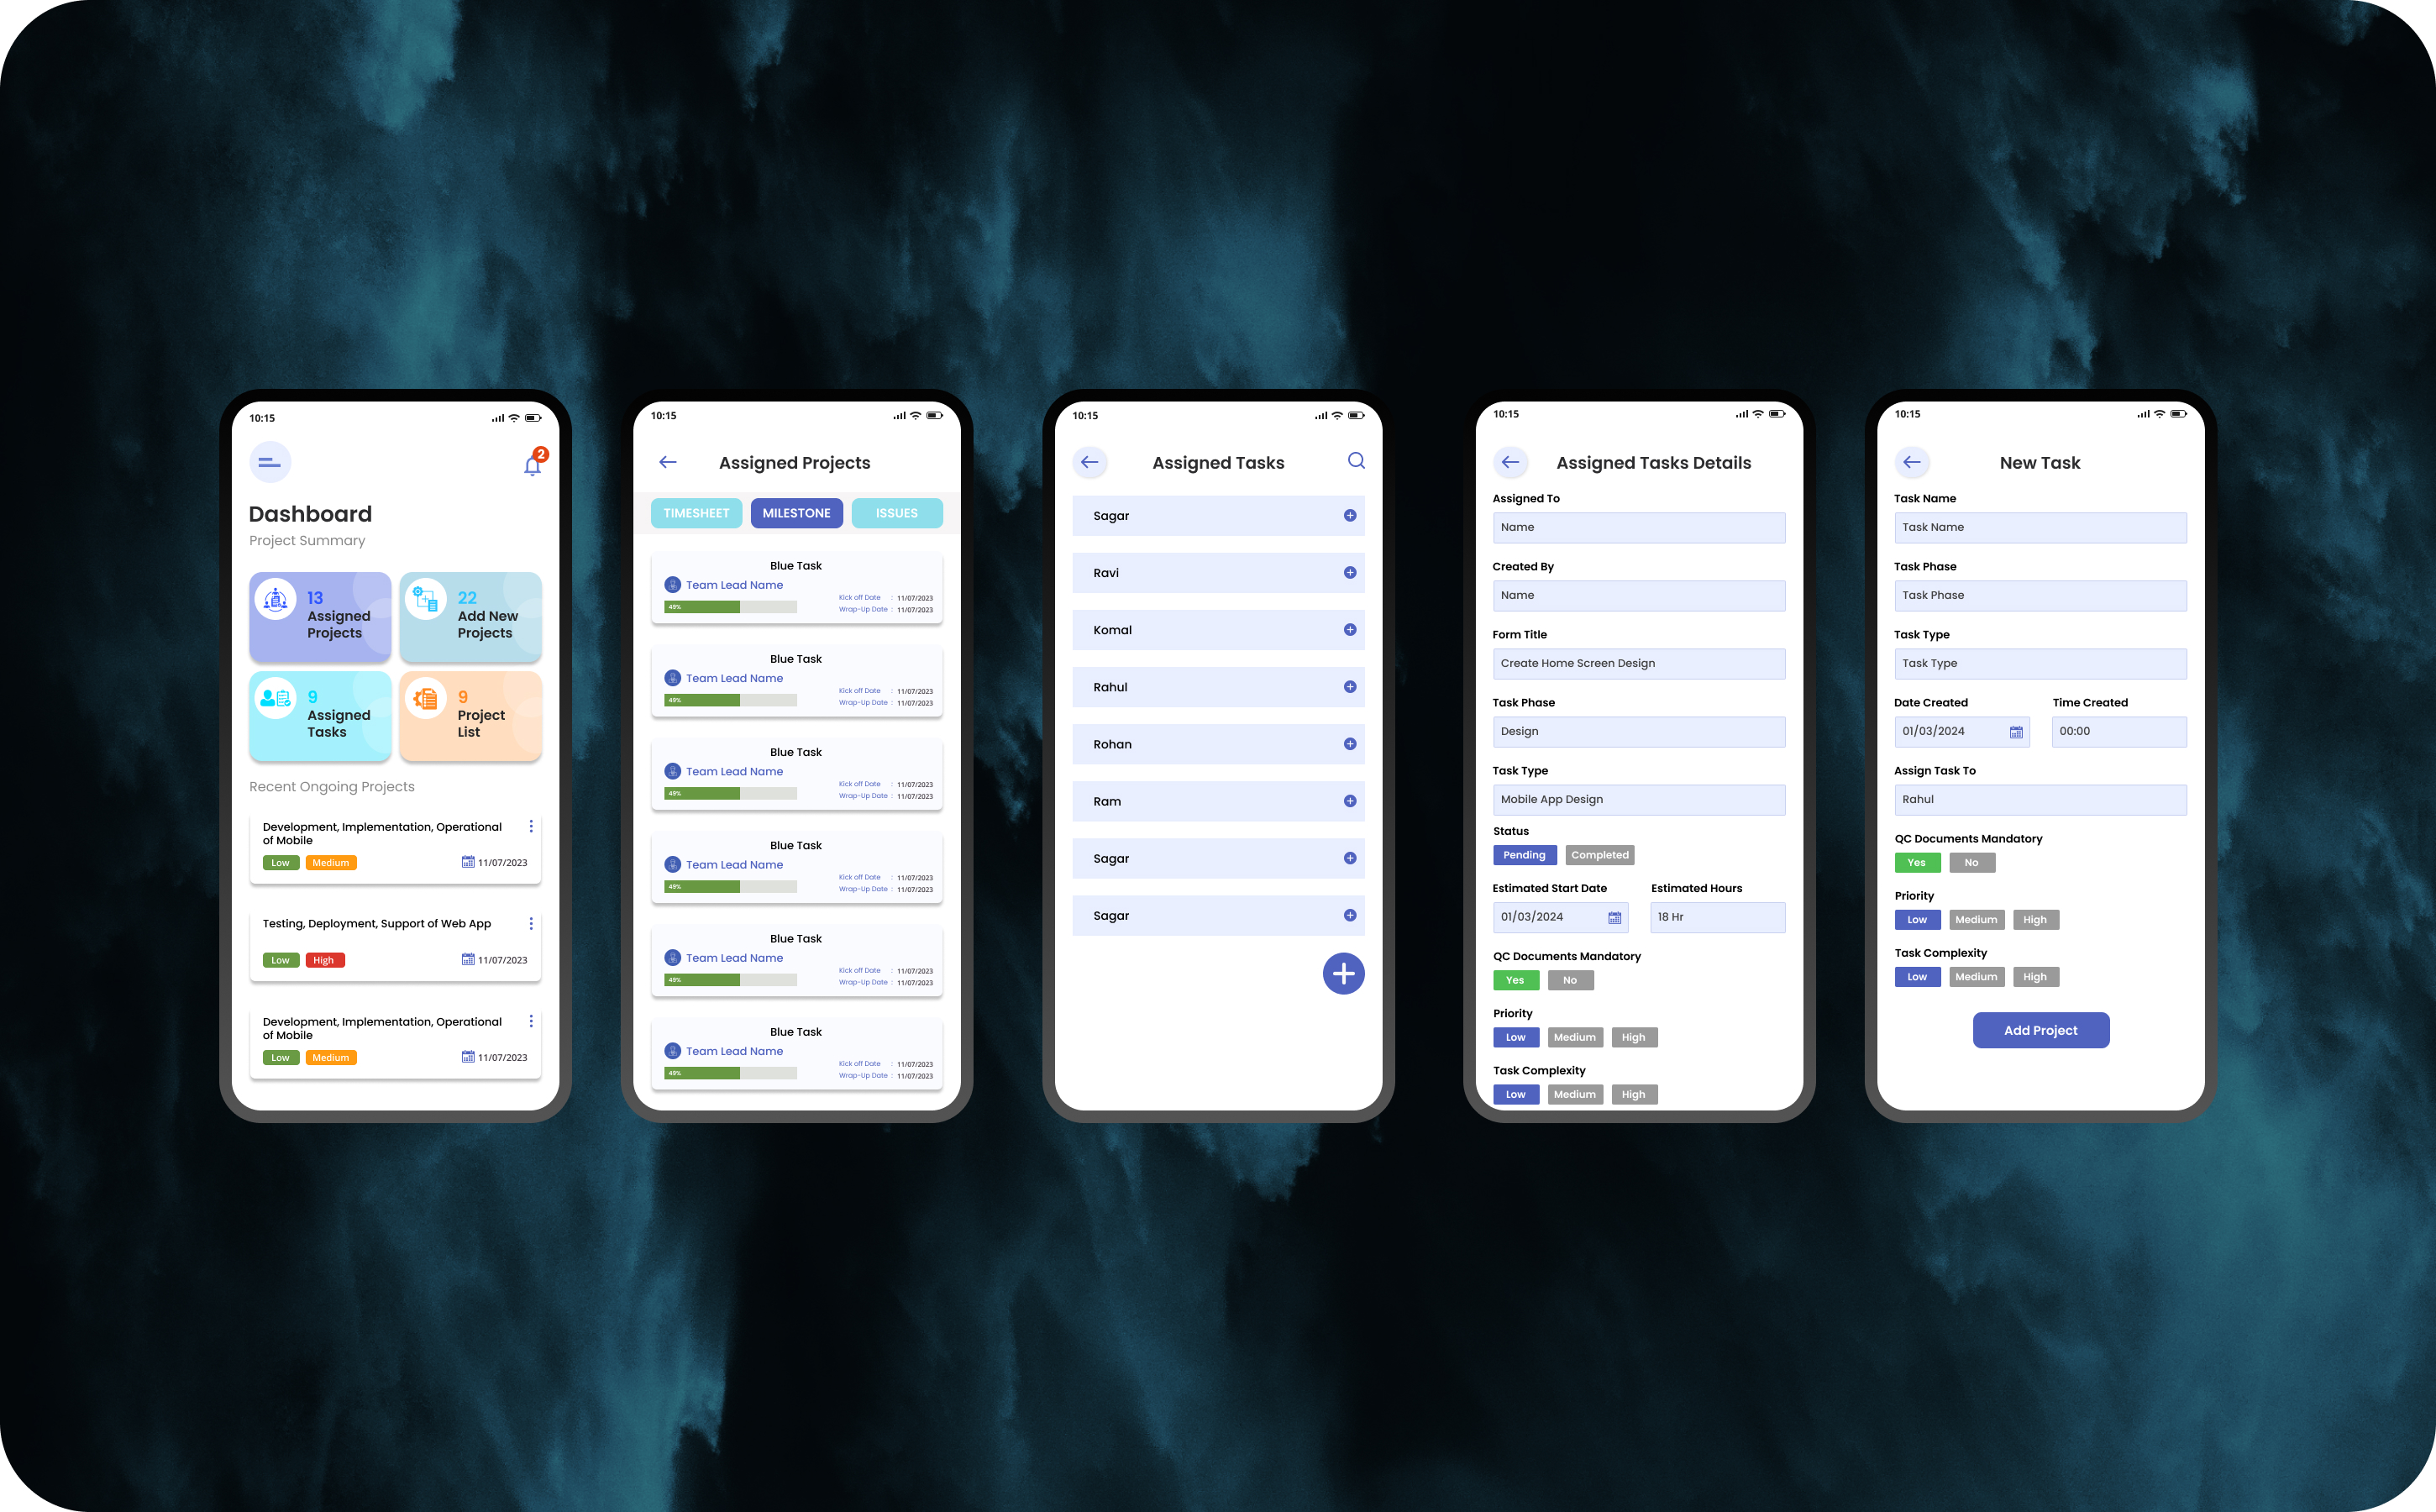 10:15
2
Dashboard
Project Summary
13
Assigned
Projects
22
Add New
Projects
9
Assigned
Tasks
9
Project
List
Recent Ongoing Projects
Development, Implementation, Operational
of Mobile
Low Medium 11/07/2023
Testing, Deployment, Support of Web App
Low High 11/07/2023
Development, Implementation, Operational
of Mobile
Low Medium 11/07/2023
10:15
Assigned Projects
TIMESHEET MILESTONE ISSUES
Blue Task
Team Lead Name
Kick off Date : 11/07/2023
49%
Wrap-Up Date : 11/07/2023
Blue Task
Team Lead Name
Kick off Date : 11/07/2023
49%
Wrap-Up Date : 11/07/2023
Blue Task
Team Lead Name
Kick off Date : 11/07/2023
49%
Wrap-Up Date : 11/07/2023
Blue Task
Team Lead Name
Kick off Date : 11/07/2023
49%
Wrap-Up Date : 11/07/2023
Blue Task
Team Lead Name
Kick off Date : 11/07/2023
49%
Wrap-Up Date : 11/07/2023
Blue Task
Team Lead Name
Kick off Date : 11/07/2023
49%
Wrap-Up Date : 11/07/2023
10:15
Assigned Tasks
Sagar
Ravi
Komal
Rahul
Rohan
Ram
Sagar
Sagar
10:15
Assigned Tasks Details
Assigned To
Name
Created By
Name
Form Title
Create Home Screen Design
Task Phase
Design
Task Type
Mobile App Design
Status
Pending Completed
Estimated Start Date Estimated Hours
01/03/2024 18 Hr
QC Documents Mandatory
Yes No
Priority
Low Medium High
Task Complexity
Low Medium High
10:15
New Task
Task Name
Task Name
Task Phase
Task Phase
Task Type
Task Type
Date Created Time Created
01/03/2024 00:00
Assign Task To
Rahul
QC Documents Mandatory
Yes No
Priority
Low Medium High
Task Complexity
Low Medium High
Add Project